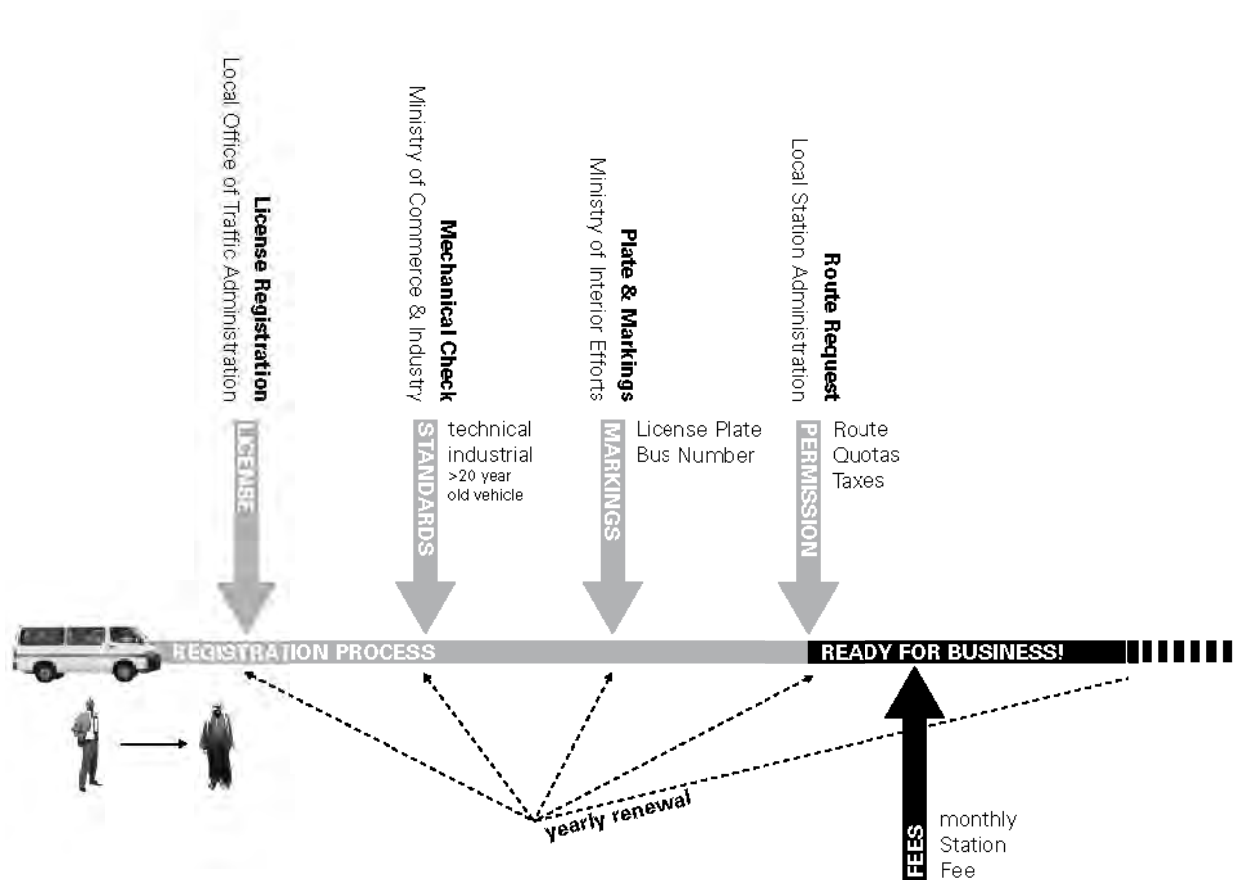 License Registration
Local Office of Traffic Administration
LICENSE
Mechanical Check
Ministry of Commerce & Industry
STANDARDS
technical
industrial
>20 year
old vehicle
Plate & Markings
Ministry of Interior Efforts
MARKINGS
License Plate
Bus Number
Route Request
Local Station Administration
PERMISSION
Route
Quotas
Taxes
REGISTRATION PROCESS
READY FOR BUSINESS!
yearly renewal
FEES
monthly
Station
Fee